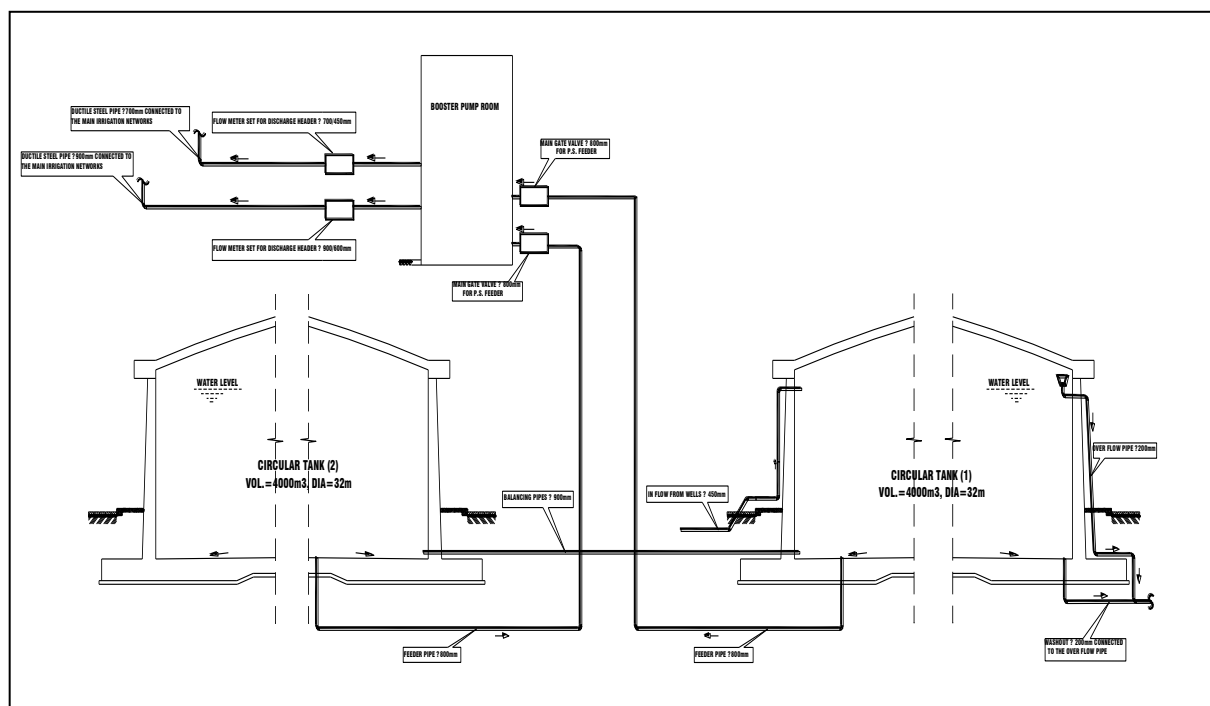 BOOSTER PUMP ROOM
DUCTILE STEEL PIPE ?700mm CONNECTED TO
THE MAIN IRRIGATION NETWORKS
FLOW METER SET FOR DISCHARGE HEADER ? 700/450mm
MAIN GATE VALVE ? 800mm
FOR P.S. FEEDER
DUCTILE STEEL PIPE ?900mm CONNECTED TO
THE MAIN IRRIGATION NETWORKS
FLOW METER SET FOR DISCHARGE HEADER ? 900/600mm
MAIN GATE VALVE ? 800mm
FOR P.S. FEEDER
WATER LEVEL
WATER LEVEL
OVER FLOW PIPE ?200mm
CIRCULAR TANK (2)
VOL.=4000m3, DIA=32m
CIRCULAR TANK (1)
VOL.=4000m3, DIA=32m
BALANCING PIPES ? 900mm
IN FLOW FROM WELLS ? 450mm
FEEDER PIPE ?800mm
FEEDER PIPE ?800mm
WASHOUT ? 200mm CONNECTED
TO THE OVER FLOW PIPE